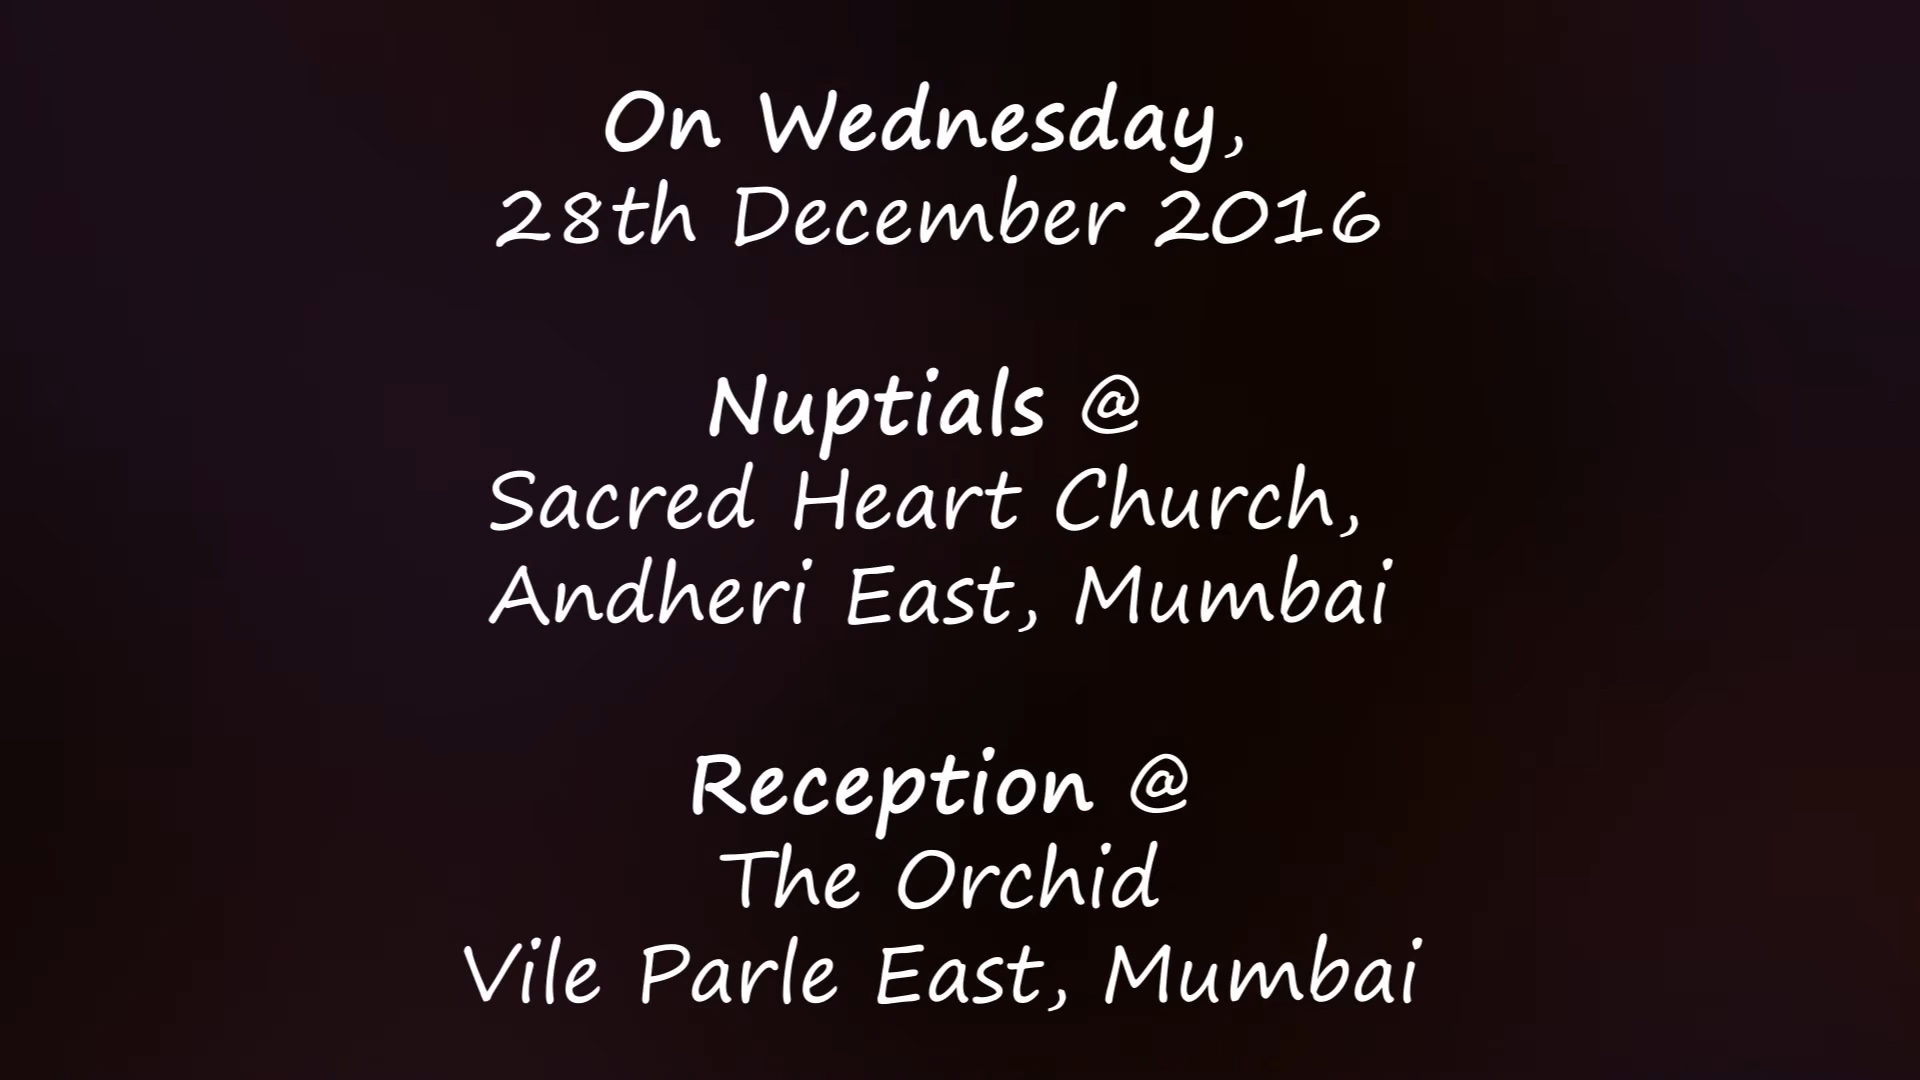 On Wednesday,
28th December 2016
Nuptials @
Sacred Heart Church,
Andheri East, Mumbai
Reception @
The Orchid
Vile Parle East, Mumbai